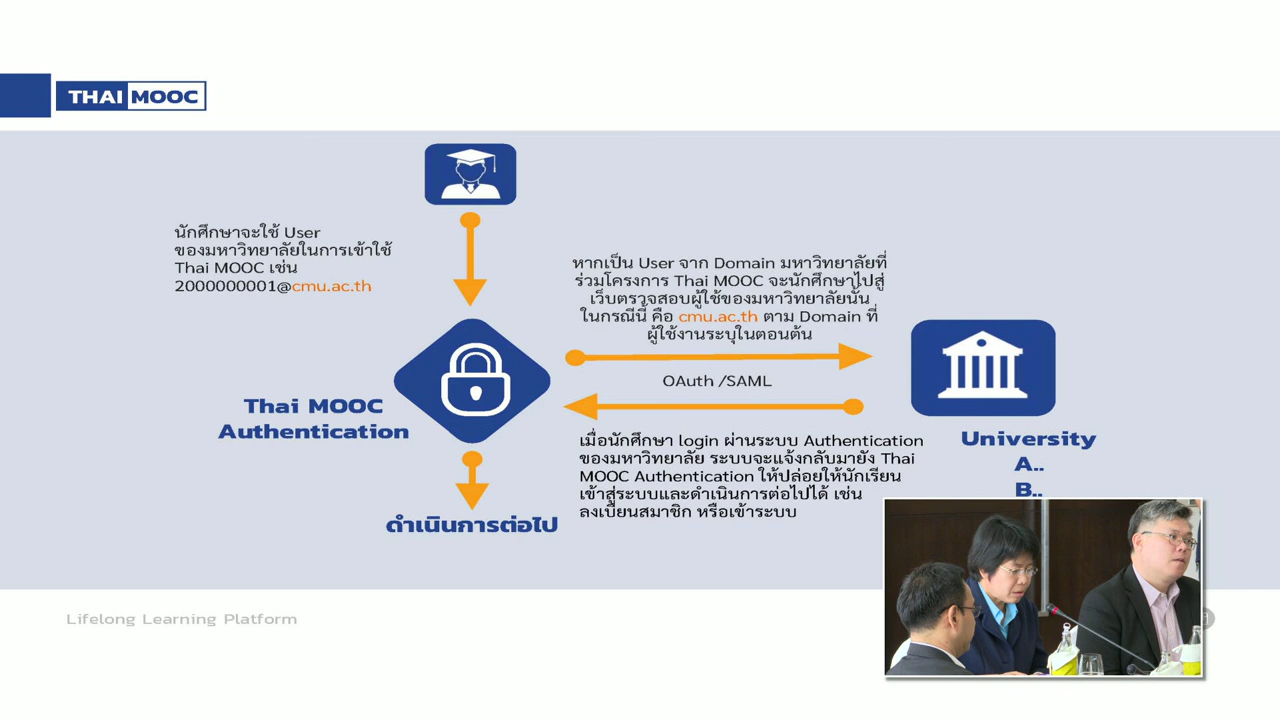 THAI MOOC
นักศึกษาจะใช้ User
ของมหาวิทยาลัยในการเข้าใช้
Thai MOOC เช่น
2000000001@cmu.ac.th
หากเป็น User จาก Domain มหาวิทยาลัยที่
ร่วมโครงการ Thai MOOC จะนักศึกษาไปสู่
เว็บตรวจสอบผู้ใช้ของมหาวิทยาลัยนั้น
ในกรณีนี้ คือ cmu.ac.th ตาม Domain ที่
ผู้ใช้งานระบุในตอนต้น
OAuth /SAML
Thai MOOC
Authentication
เมื่อนักศึกษา login ผ่านระบบ Authentication
ของมหาวิทยาลัย ระบบจะแจ้งกลับมายัง Thai
MOOC Authentication ให้ปล่อยให้นักเรียน
เข้าสู่ระบบและดำเนินการต่อไปได้ เช่น
ลงเบียนสมาชิก หรือเข้าระบบ
University
A..
B..
ดำเนินการต่อไป
Lifelong Learning Platform